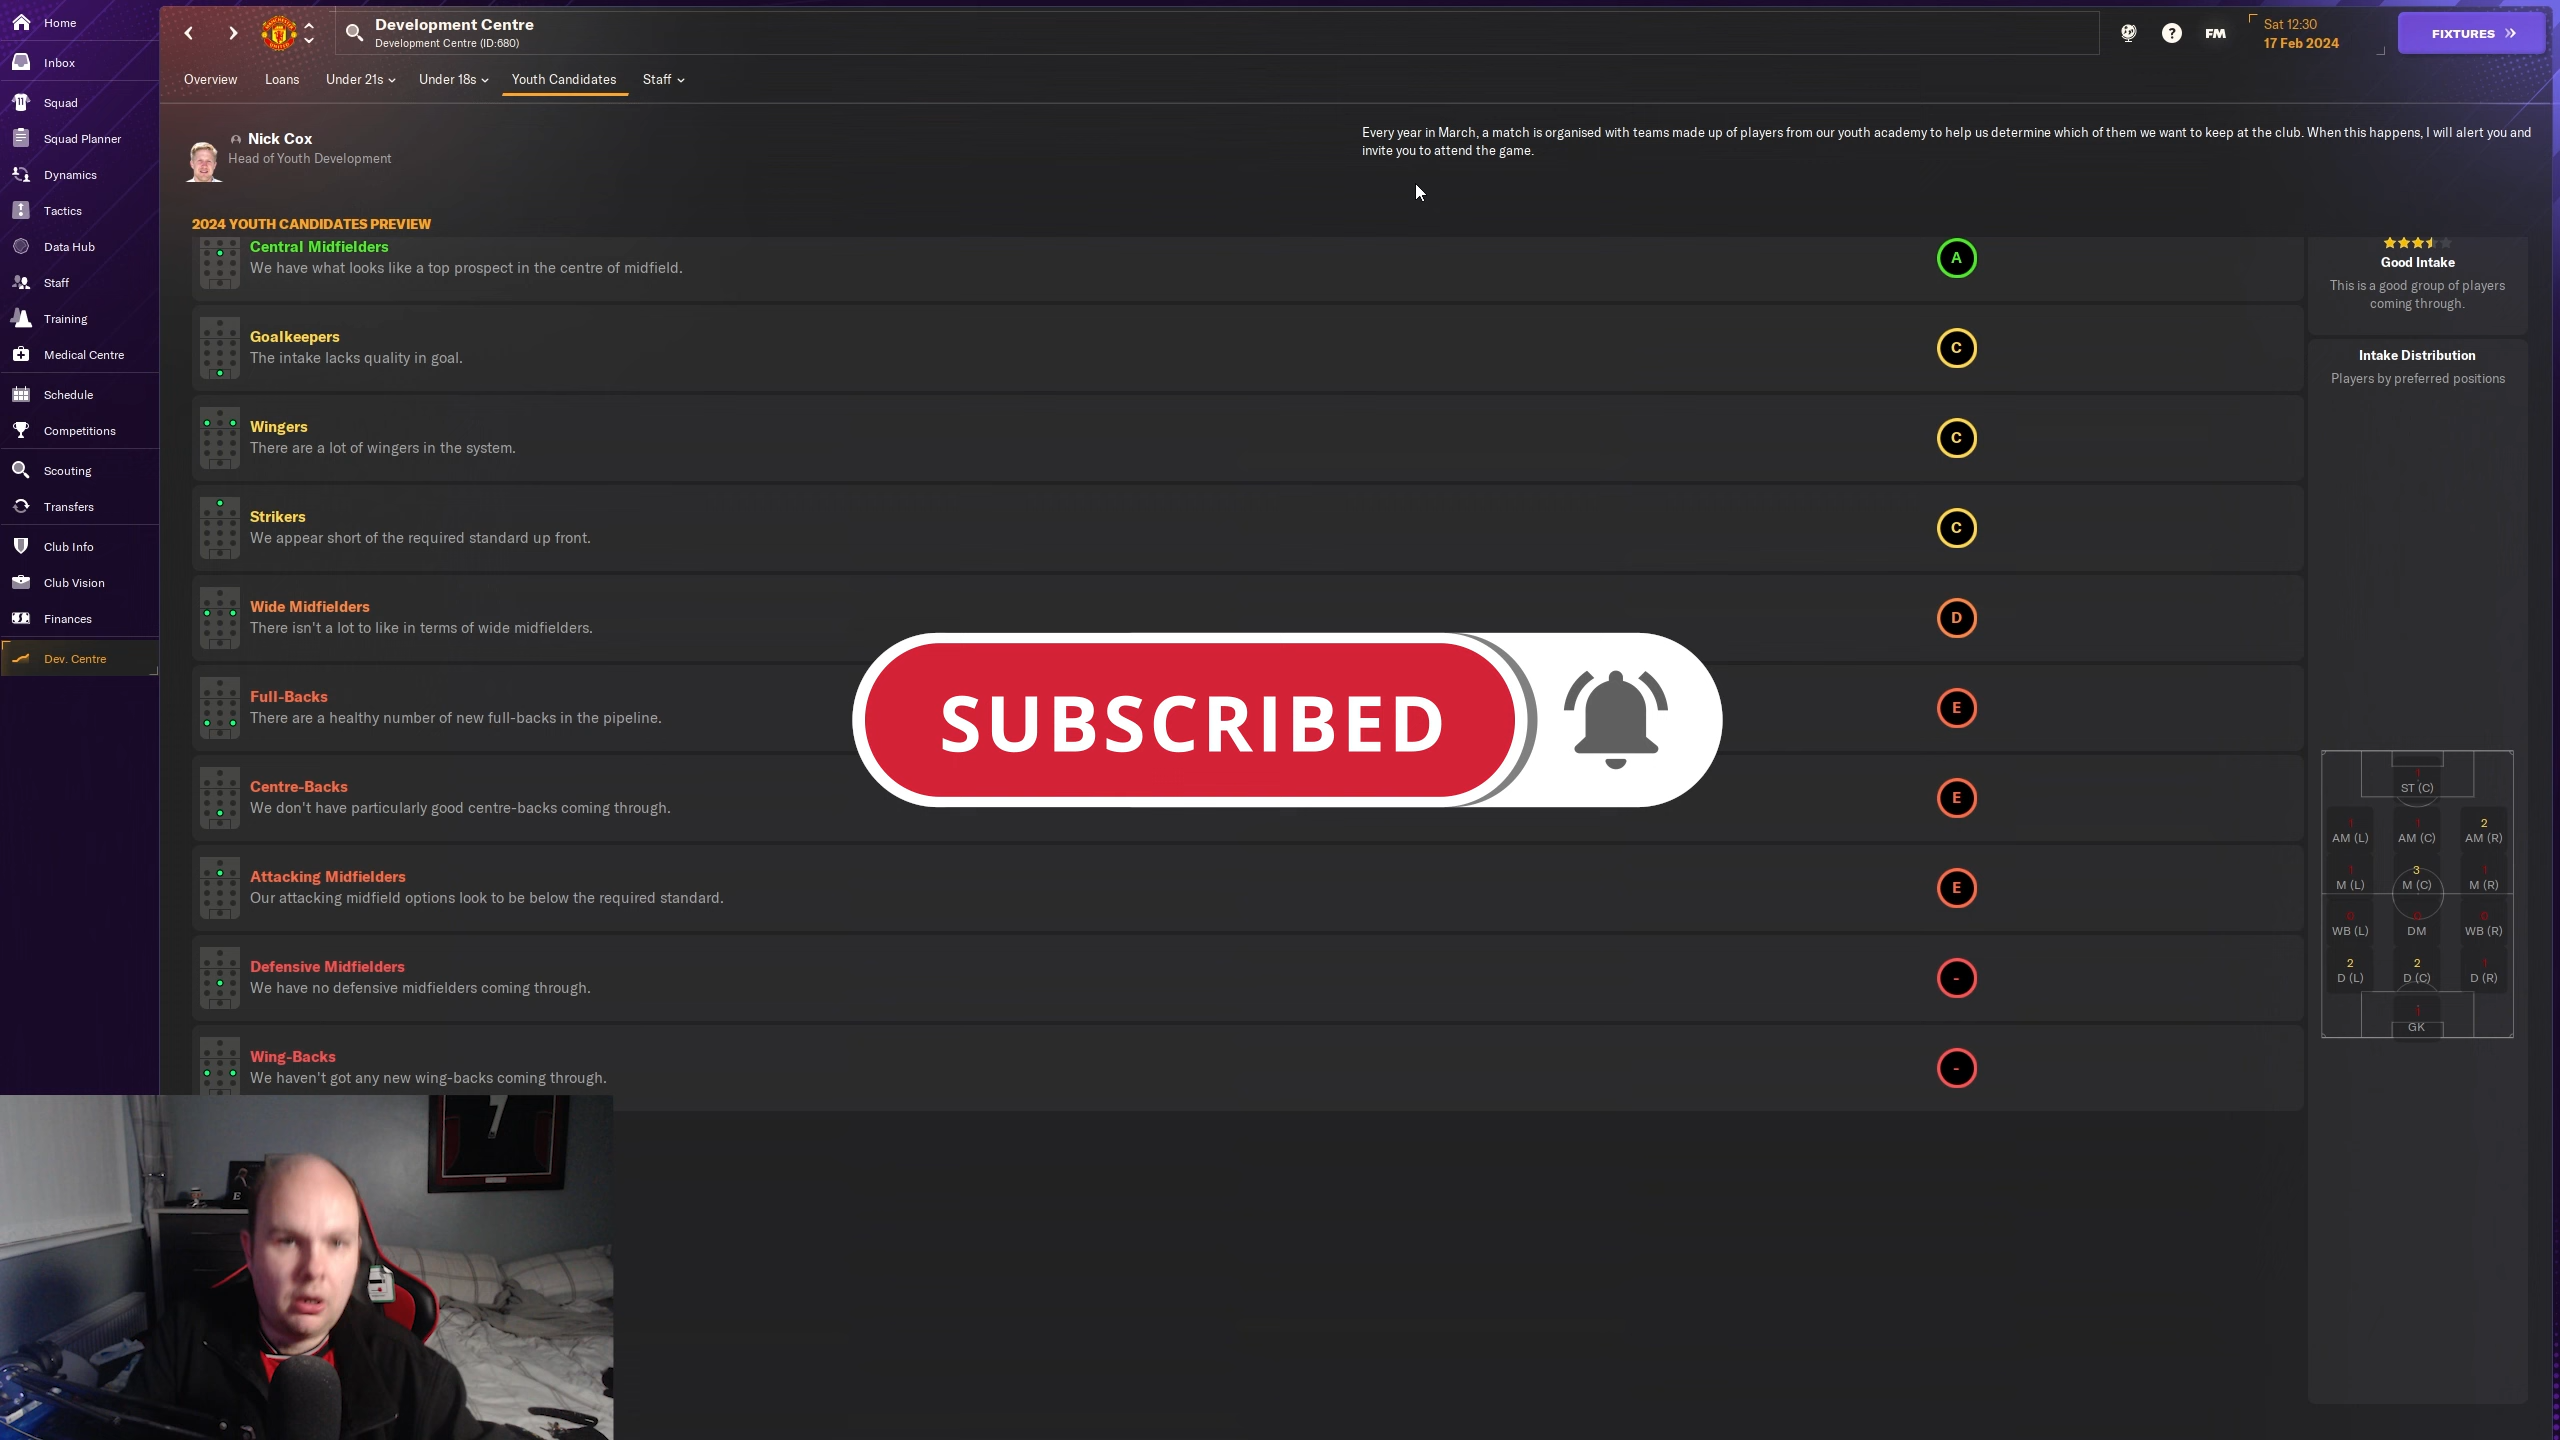 Home
Inbox
Squad
Squad Planner
Dynamics
Tactics
Data Hub
Staff
Training
Medical Centre
Schedule
Competitions
Scouting
Transfers
Club Info
Club Vision
Finances
Dev. Centre
Development Centre
Development Centre (ID:680)
FM
Sat 12:30
17 Feb 2024
FIXTURES
Overview
Loans
Under 21s
Under 18s
Youth Candidates
Staff
Nick Cox
Head of Youth Development
Every year in March, a match is organised with teams made up of players from our youth academy to help us determine which of them we want to keep at the club. When this happens, I will alert you and
invite you to attend the game.
2024 YOUTH CANDIDATES PREVIEW
Central Midfielders
We have what looks like a top prospect in the centre of midfield.
A
Goalkeepers
The intake lacks quality in goal.
C
Wingers
There are a lot of wingers in the system.
C
Strikers
We appear short of the required standard up front.
C
Wide Midfielders
There isn't a lot to like in terms of wide midfielders.
D
Full-Backs
There are a healthy number of new full-backs in the pipeline.
E
Centre-Backs
We don't have particularly good centre-backs coming through.
E
Attacking Midfielders
Our attacking midfield options look to be below the required standard.
E
Defensive Midfielders
We have no defensive midfielders coming through.
-
Wing-Backs
We haven't got any new wing-backs coming through.
-
SUBSCRIBED
Good Intake
This is a good group of players
coming through.
Intake Distribution
Players by preferred positions
1
ST (C)
1 1 2
AM (L) AM (C) AM (R)
1 3 1
M (L) M (C) M (R)
0 0 0
WB (L) DM WB (R)
2 2 1
D (L) D (C) D (R)
1
GK
7
E